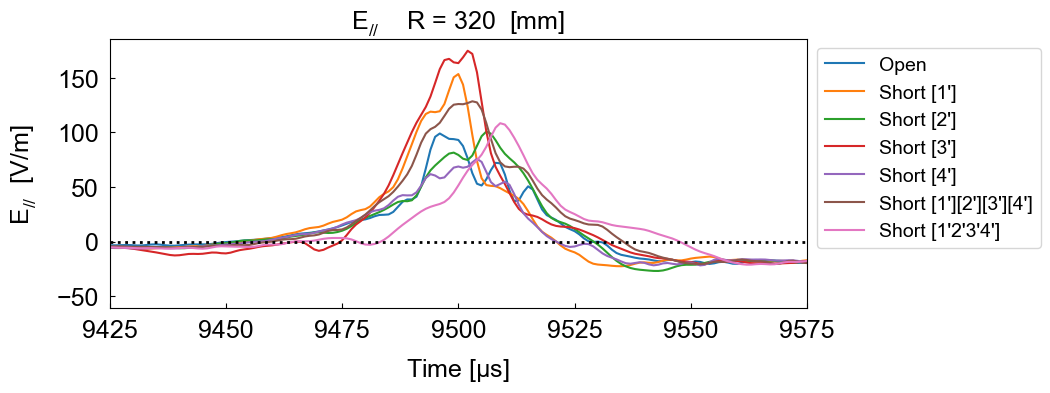 E// R = 320 [mm]
E// [V/m]
150
100
50
0
−50
9425 9450 9475 9500 9525 9550 9575
Time [μs]
Open
Short [1']
Short [2']
Short [3']
Short [4']
Short [1'][2'][3'][4']
Short [1'2'3'4']